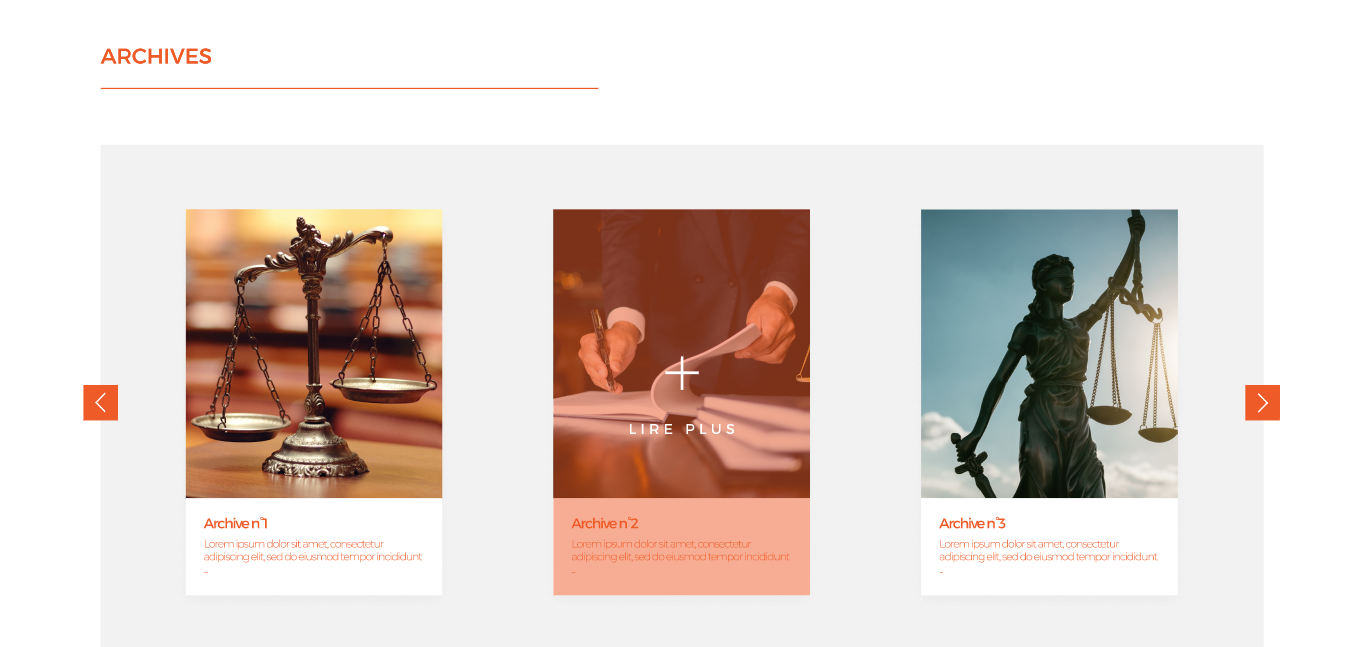 ARCHIVES
LIRE PLUS
Archive n°1
Lorem ipsum dolor sit amet, consectetur
adipiscing elit, sed do eiusmod tempor incididunt
-
Archive n°2
Lorem ipsum dolor sit amet, consectetur
adipiscing elit, sed do eiusmod tempor incididunt
-
Archive n°3
Lorem ipsum dolor sit amet, consectetur
adipiscing elit, sed do eiusmod tempor incididunt
-